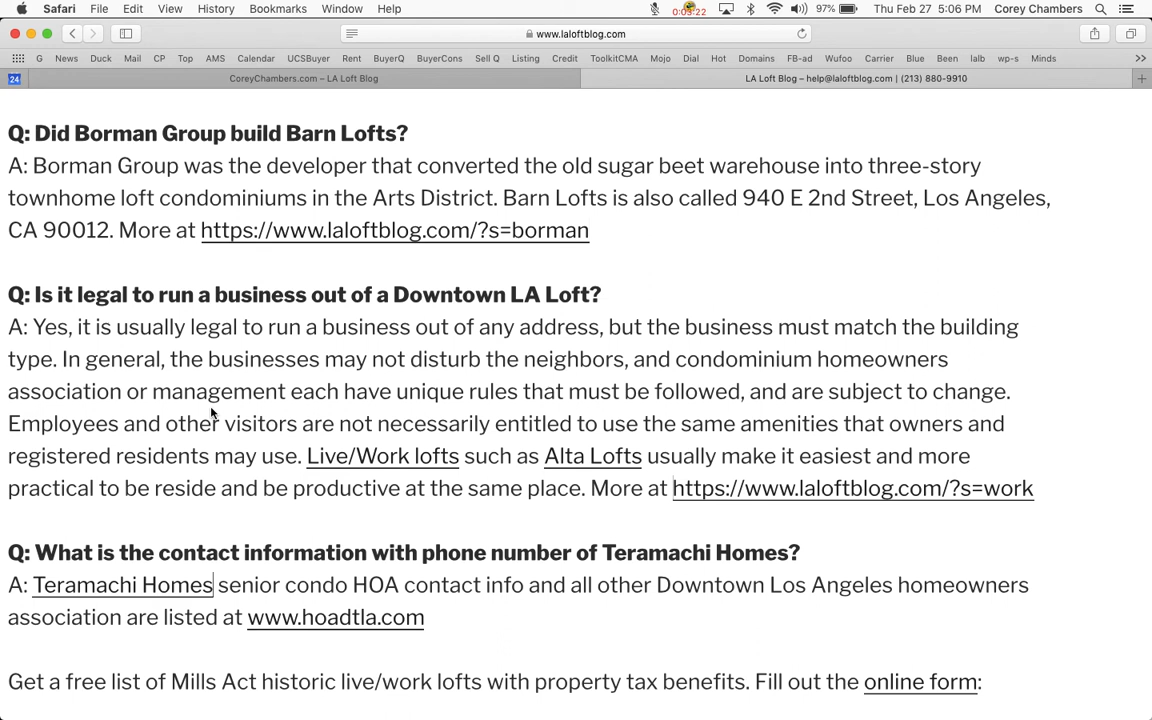 Safari File Edit View History Bookmarks Window Help 0:03:22 97% Thu Feb 27 5:06 PM Corey Chambers
www.laloftblog.com
G News Duck Mail CP Top AMS Calendar UCSBuyer Rent BuyerQ BuyerCons Sell Q Listing Credit ToolkitCMA Mojo Dial Hot Domains FB-ad Wufoo Carrier Blue Been lalb wp-s Minds
24 CoreyChambers.com – LA Loft Blog LA Loft Blog – help@laloftblog.com | (213) 880-9910
Q: Did Borman Group build Barn Lofts?
A: Borman Group was the developer that converted the old sugar beet warehouse into three-story
townhome loft condominiums in the Arts District. Barn Lofts is also called 940 E 2nd Street, Los Angeles,
CA 90012. More at https://www.laloftblog.com/?s=borman
Q: Is it legal to run a business out of a Downtown LA Loft?
A: Yes, it is usually legal to run a business out of any address, but the business must match the building
type. In general, the businesses may not disturb the neighbors, and condominium homeowners
association or management each have unique rules that must be followed, and are subject to change.
Employees and other visitors are not necessarily entitled to use the same amenities that owners and
registered residents may use. Live/Work lofts such as Alta Lofts usually make it easiest and more
practical to be reside and be productive at the same place. More at https://www.laloftblog.com/?s=work
Q: What is the contact information with phone number of Teramachi Homes?
A: Teramachi Homes senior condo HOA contact info and all other Downtown Los Angeles homeowners
association are listed at www.hoadtla.com
Get a free list of Mills Act historic live/work lofts with property tax benefits. Fill out the online form: